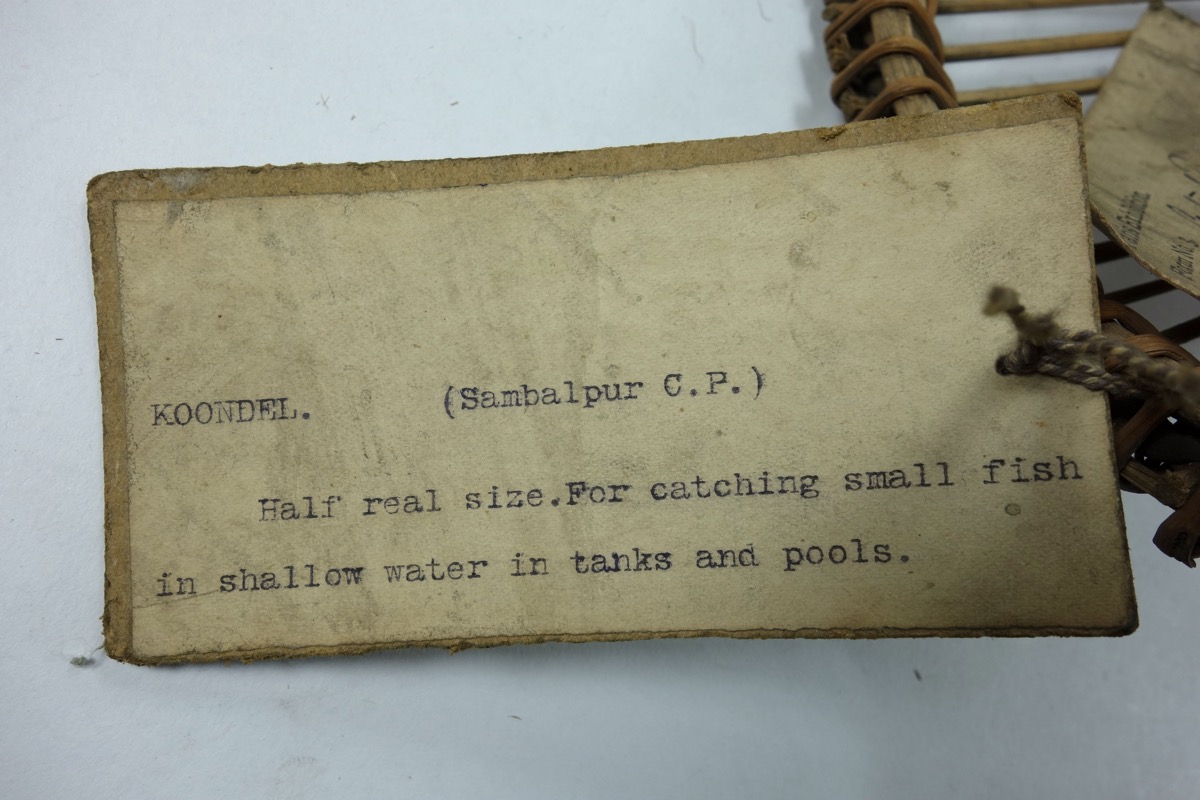 KOONDEL. (Sambalpur C.P.)
Half real size.For catching small fish
in shallow water in tanks and pools.